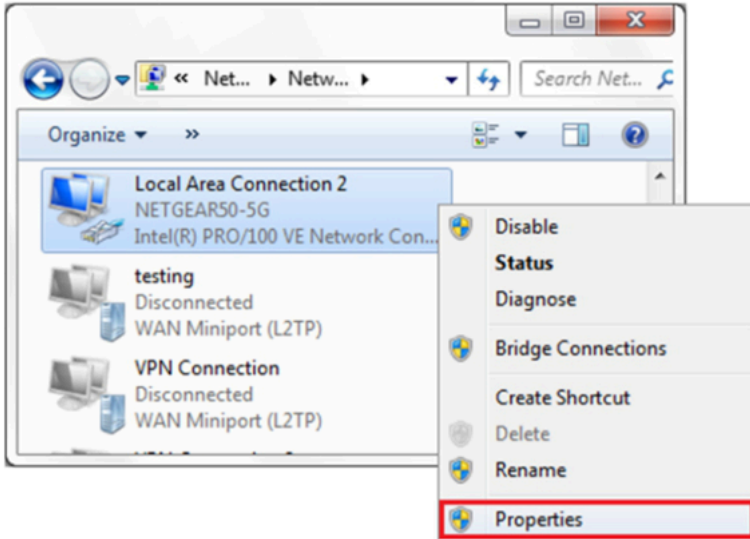 « Net... Netw...
Search Net...
Organize »
Local Area Connection 2
NETGEAR50-5G
Intel(R) PRO/100 VE Network Con...
testing
Disconnected
WAN Miniport (L2TP)
VPN Connection
Disconnected
WAN Miniport (L2TP)
Disable
Status
Diagnose
Bridge Connections
Create Shortcut
Delete
Rename
Properties